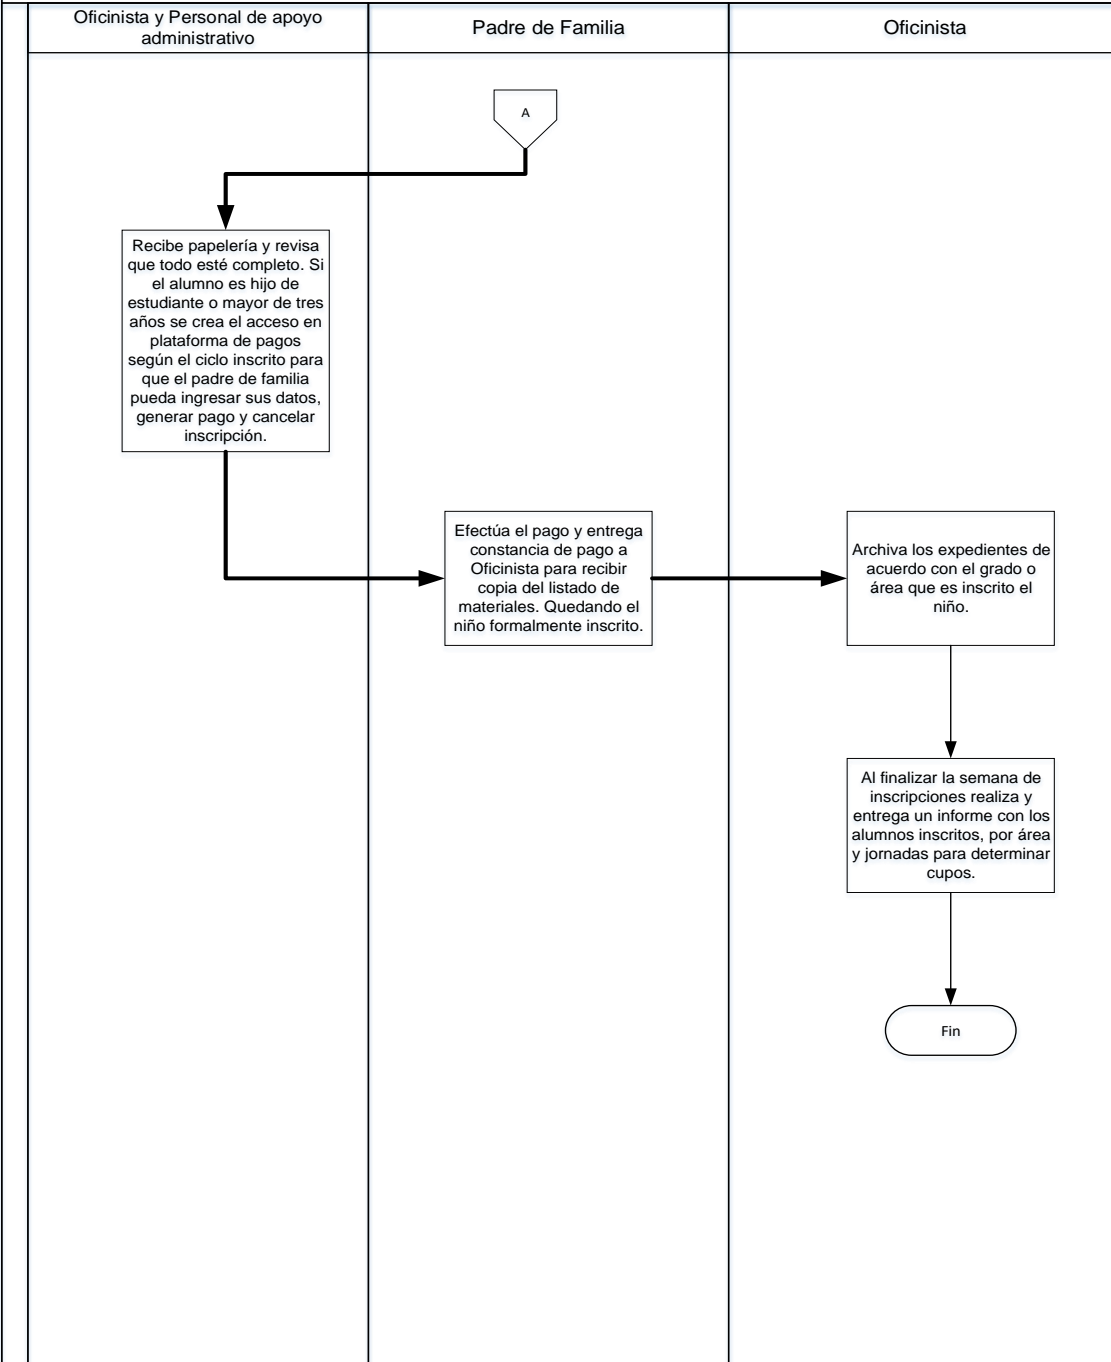 Oficinista y Personal de apoyo
administrativo
Padre de Familia
Oficinista
A
Recibe papelería y revisa
que todo esté completo. Si
el alumno es hijo de
estudiante o mayor de tres
años se crea el acceso en
plataforma de pagos
según el ciclo inscrito para
que el padre de familia
pueda ingresar sus datos,
generar pago y cancelar
inscripción.
Efectúa el pago y entrega
constancia de pago a
Oficinista para recibir
copia del listado de
materiales. Quedando el
niño formalmente inscrito.
Archiva los expedientes de
acuerdo con el grado o
área que es inscrito el
niño.
Al finalizar la semana de
inscripciones realiza y
entrega un informe con los
alumnos inscritos, por área
y jornadas para determinar
cupos.
Fin